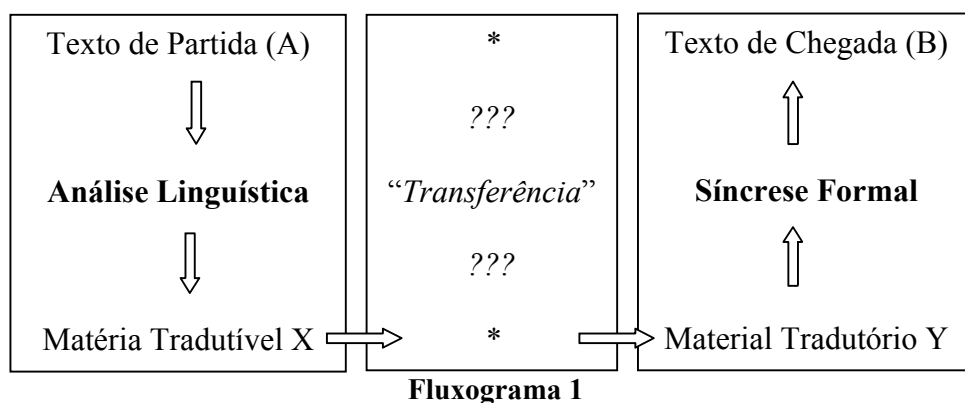 Texto de Partida (A)
Análise Linguística
Matéria Tradutível X
*
???
“Transferência”
???
*
Texto de Chegada (B)
Síncrese Formal
Material Tradutório Y
Fluxograma 1